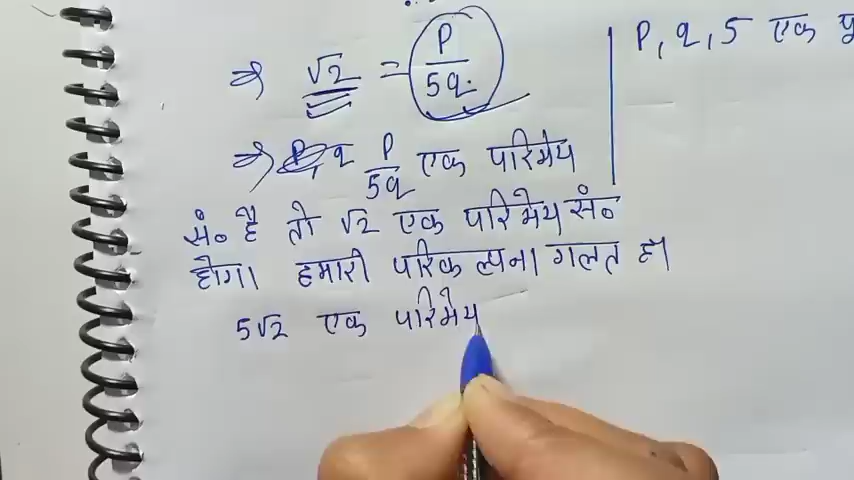 ⇒ √2 = P/5q
P, q, 5 एक
⇒ q P/5q एक परिमेय
सं० है तो √2 एक परिमेय सं०
होगा हमारी परिकल्पना गलत है।
5√2 एक परिमेय